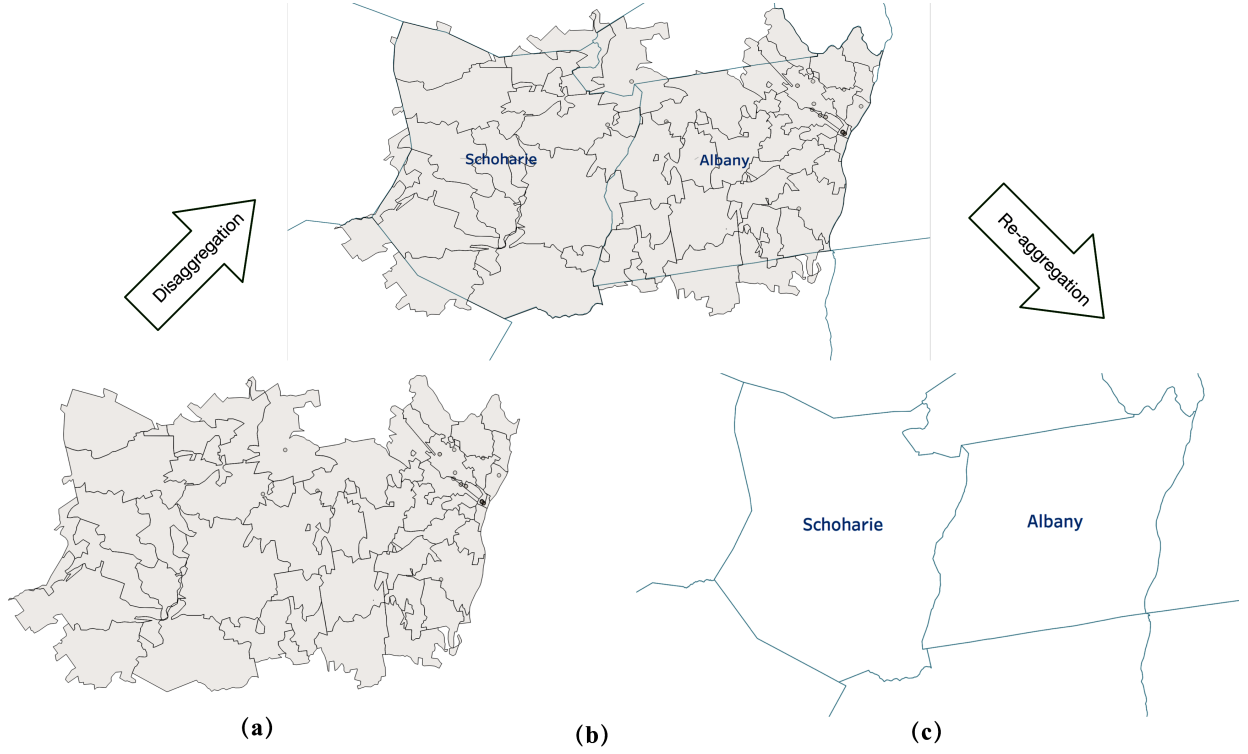 Schoharie
Albany
Disaggregation
Re-aggregation
Schoharie
Albany
(a)
(b)
(c)